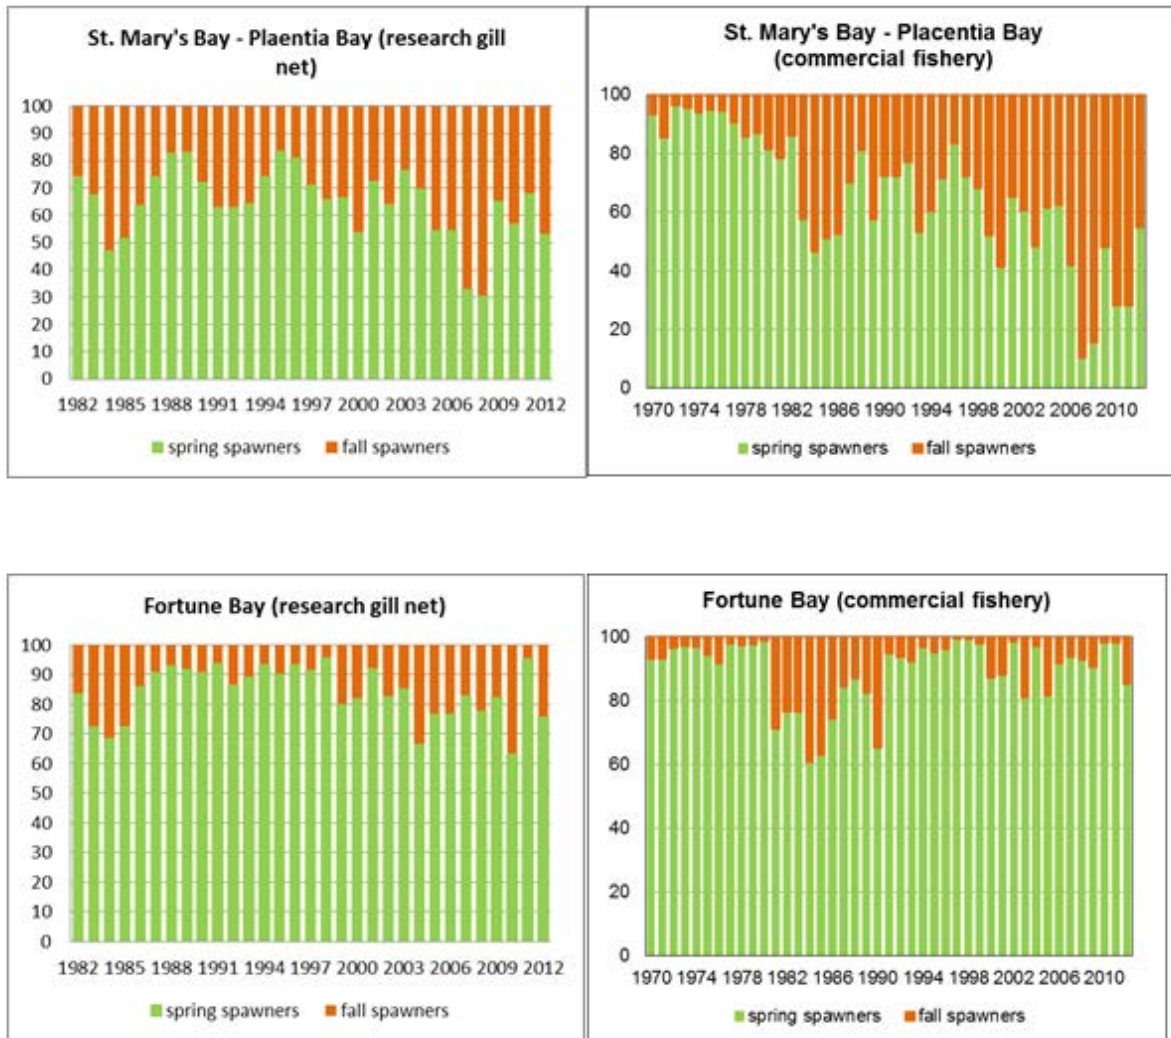 St. Mary's Bay - Plaentia Bay (research gill
net)
100
90
80
70
60
50
40
30
20
10
0
1982 1985 1988 1991 1994 1997 2000 2003 2006 2009 2012
spring spawners fall spawners
St. Mary's Bay - Placentia Bay
(commercial fishery)
100
80
60
40
20
0
1970 1974 1978 1982 1986 1990 1994 1998 2002 2006 2010
spring spawners fall spawners
Fortune Bay (research gill net)
100
90
80
70
60
50
40
30
20
10
0
1982 1985 1988 1991 1994 1997 2000 2003 2006 2009 2012
spring spawners fall spawners
Fortune Bay (commercial fishery)
100
80
60
40
20
0
1970 1974 1978 1982 1986 1990 1994 1998 2002 2006 2010
spring spawners fall spawners